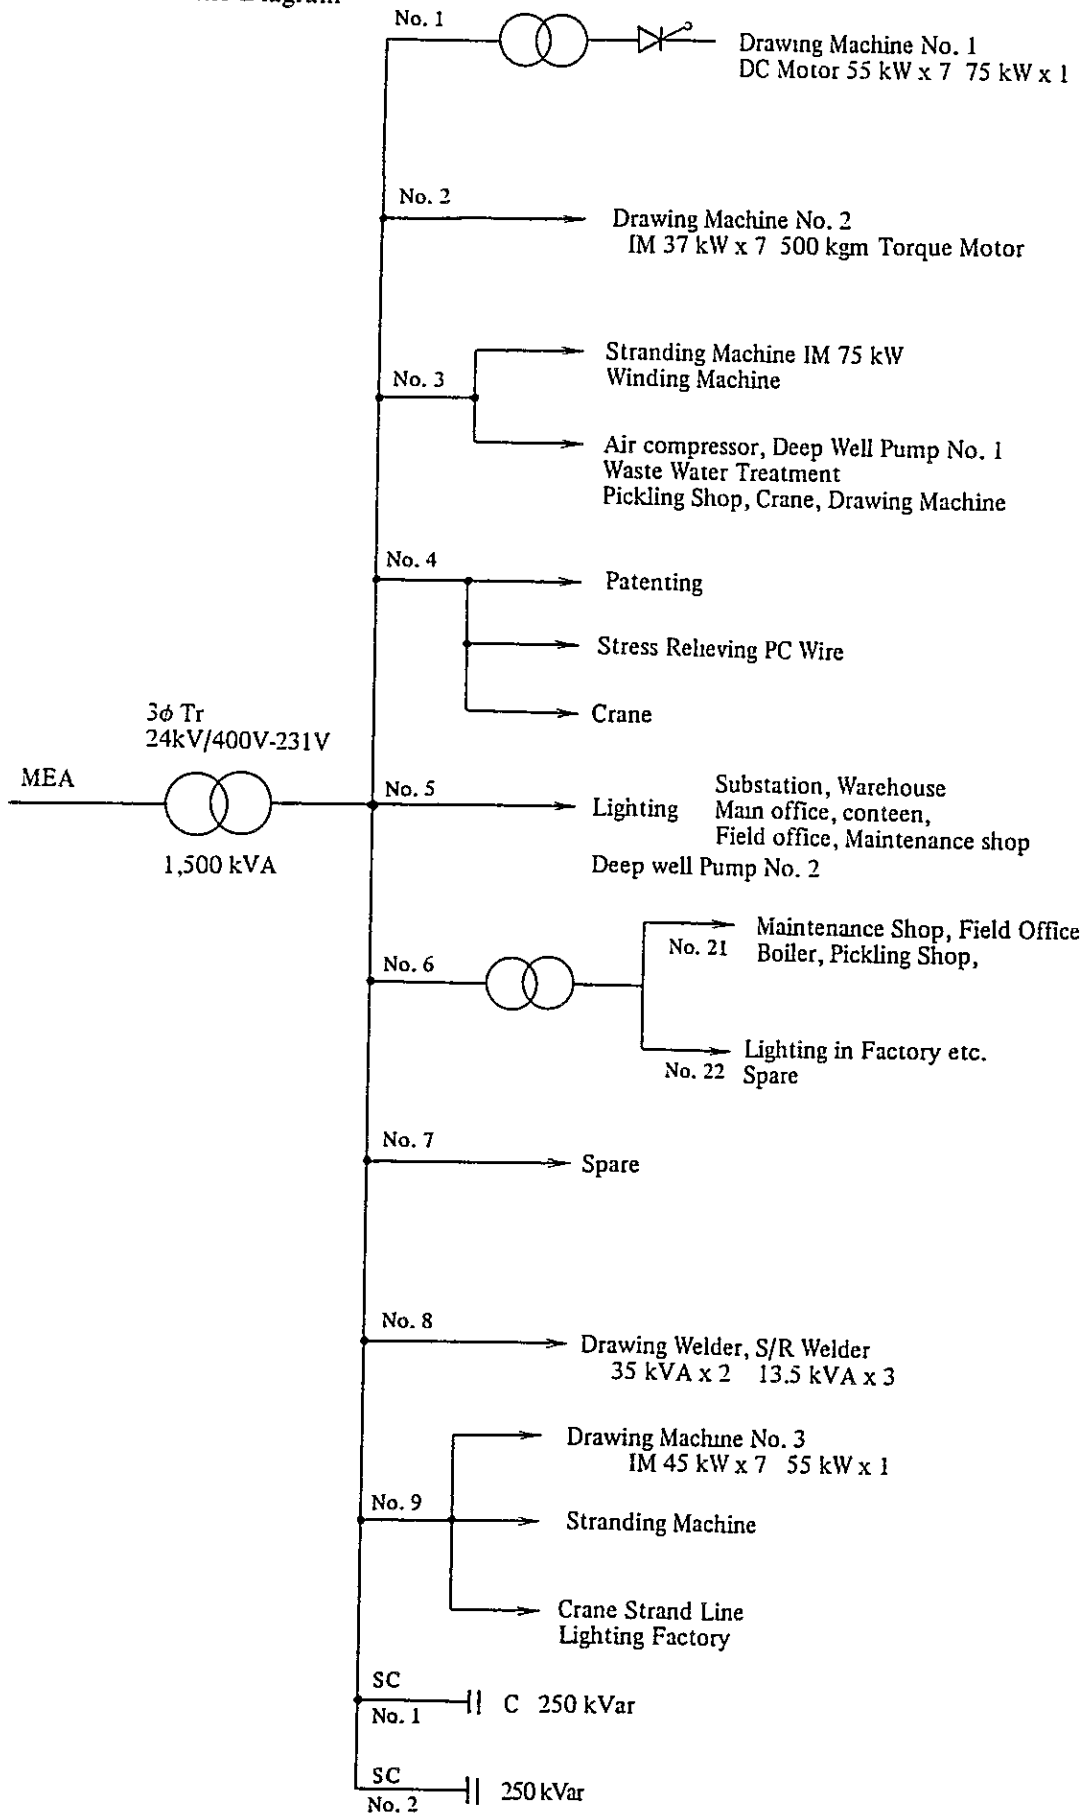 Diagram
No. 1
Drawing Machine No. 1
DC Motor 55 kW x 7 75 kW x 1
No. 2
Drawing Machine No. 2
IM 37 kW x 7 500 kgm Torque Motor
Stranding Machine IM 75 kW
Winding Machine
No. 3
Air compressor, Deep Well Pump No. 1
Waste Water Treatment
Pickling Shop, Crane, Drawing Machine
No. 4
Patenting
Stress Relieving PC Wire
Crane
3ϕ Tr
24kV/400V-231V
MEA
1,500 kVA
No. 5
Lighting
Substation, Warehouse
Main office, conteen,
Field office, Maintenance shop
Deep well Pump No. 2
No. 6
No. 21
Maintenance Shop, Field Office
Boiler, Pickling Shop,
No. 22
Lighting in Factory etc.
Spare
No. 7
Spare
No. 8
Drawing Welder, S/R Welder
35 kVA x 2 13.5 kVA x 3
Drawing Machine No. 3
IM 45 kW x 7 55 kW x 1
No. 9
Stranding Machine
Crane Strand Line
Lighting Factory
SC
No. 1
C 250 kVar
SC
No. 2
250 kVar